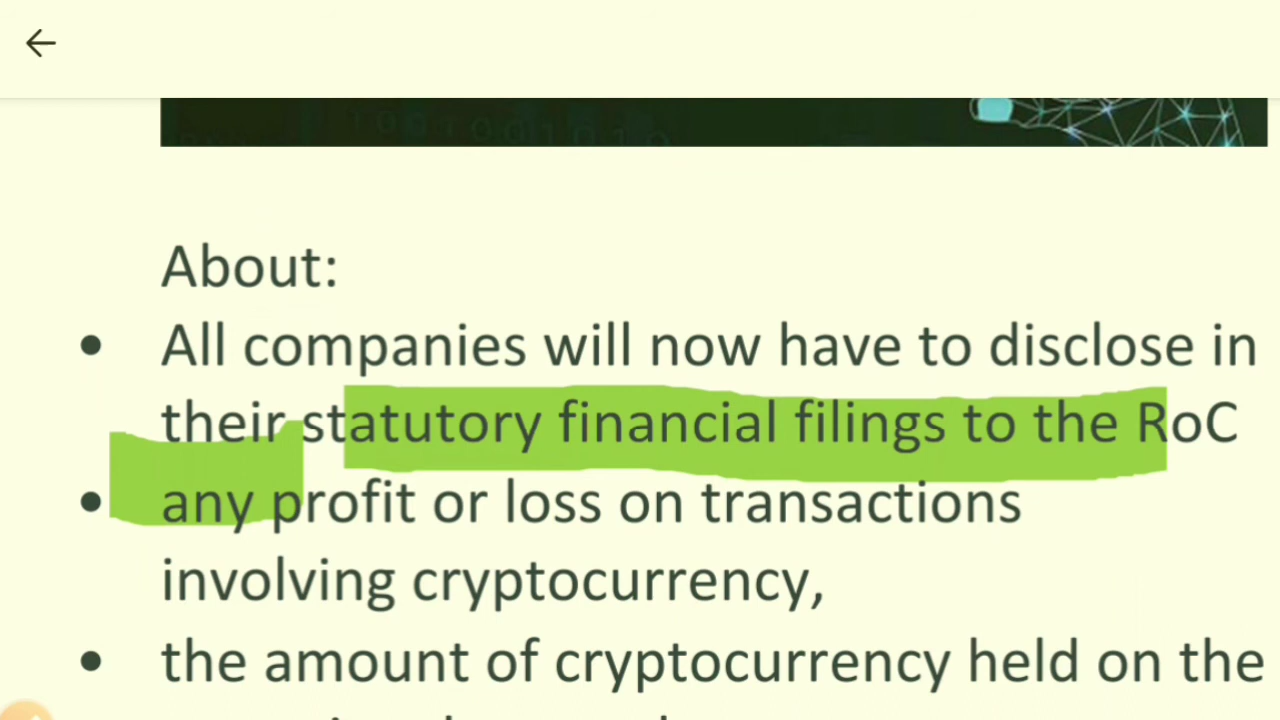 About:
• All companies will now have to disclose in
their statutory financial filings to the RoC
• any profit or loss on transactions
involving cryptocurrency,
• the amount of cryptocurrency held on the